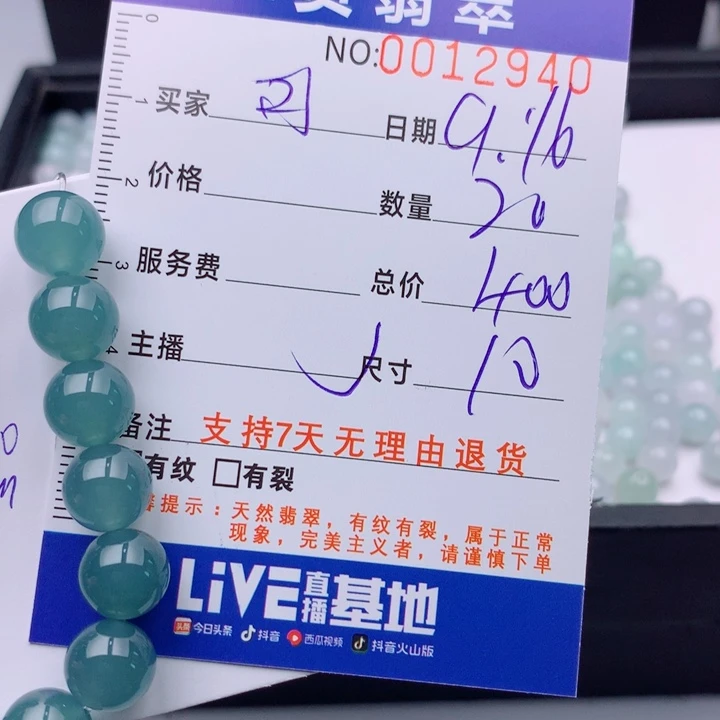 翡翠
NO:0012940
买家 日期 9.16
价格 数量 20
服务费 总价 400
主播 尺寸 10
备注 支持7天无理由退货
有纹 □有裂
提示：天然翡翠，有纹有裂，属于正常
现象，完美主义者，请谨慎下单
LiVE直播基地
头条 今日头条 抖音 西瓜视频 抖音火山版